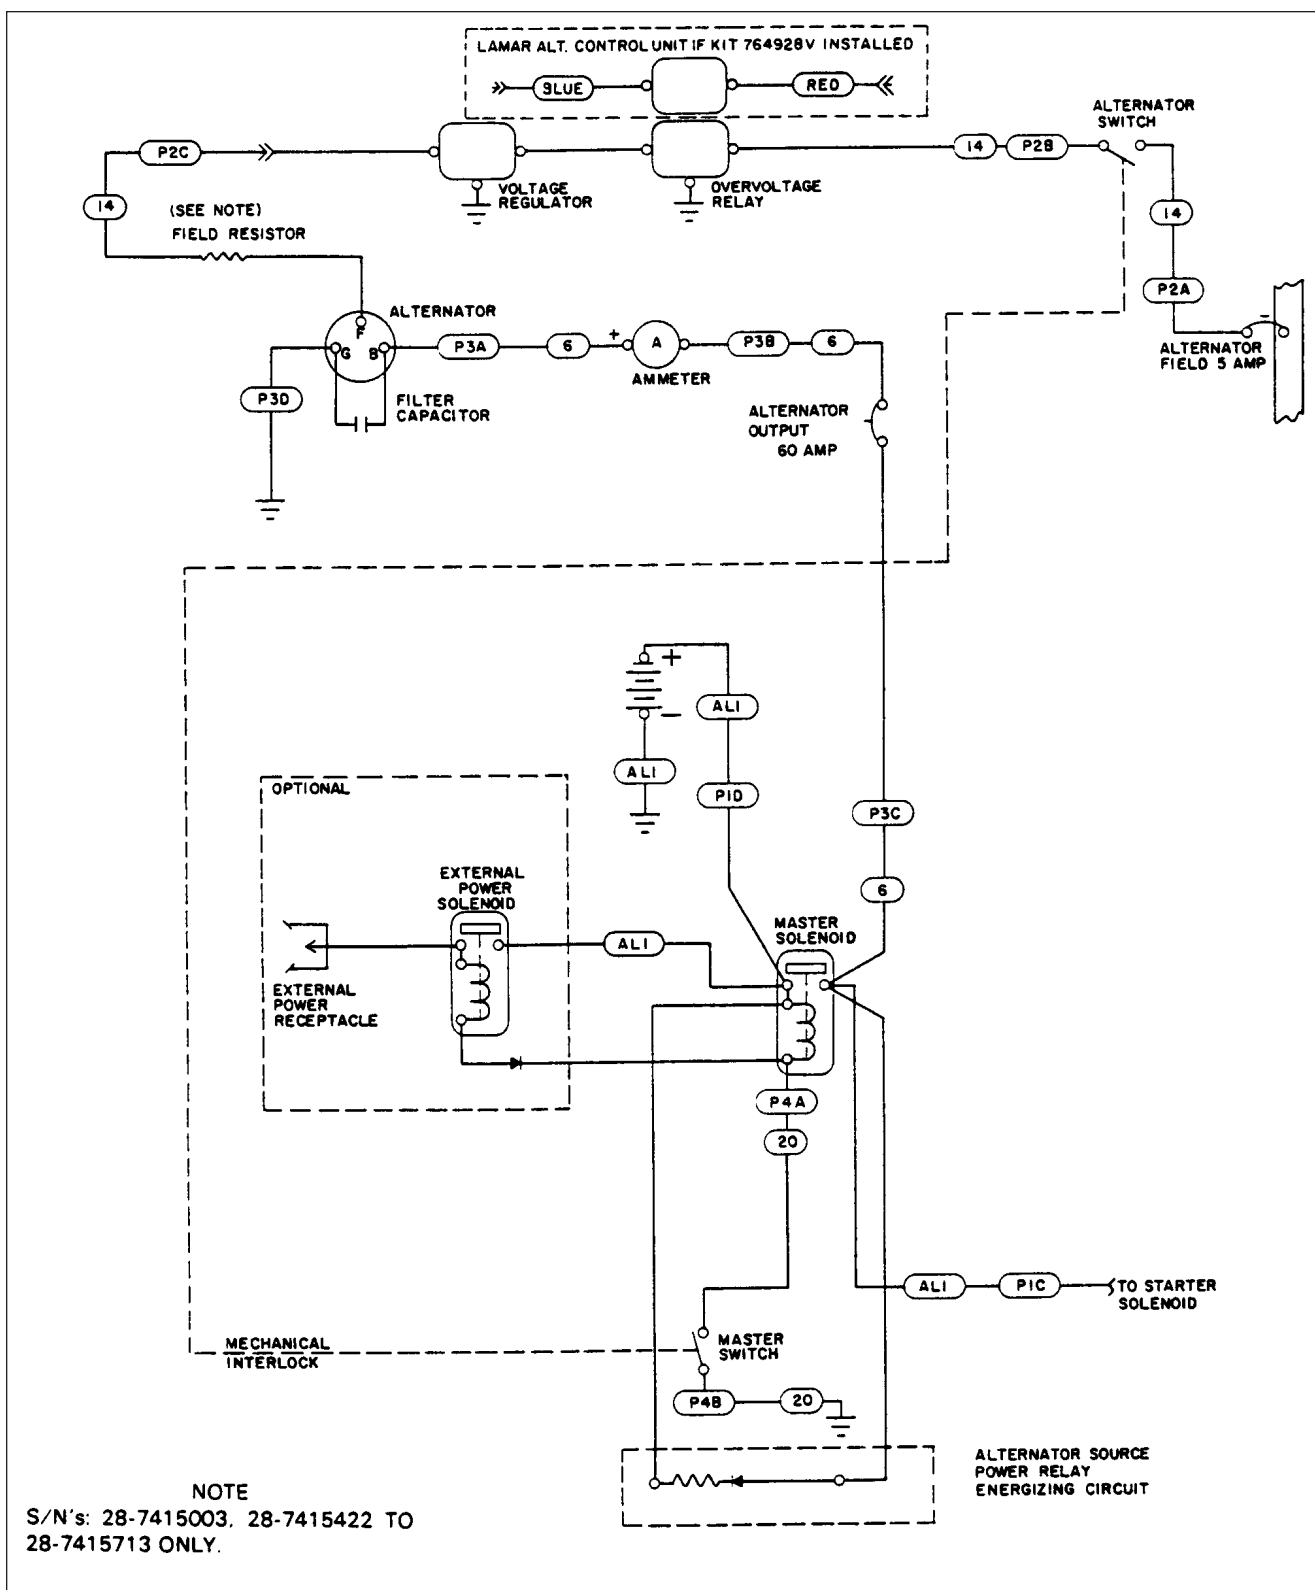 LAMAR ALT. CONTROL UNIT IF KIT 764928V INSTALLED
BLUE
RED
ALTERNATOR
SWITCH
P2C
14
P2B
VOLTAGE
REGULATOR
OVERVOLTAGE
RELAY
14
(SEE NOTE)
FIELD RESISTOR
14
P2A
ALTERNATOR
FIELD 5 AMP
ALTERNATOR
F
G
B
P3A
6
+
A
AMMETER
P3B
6
P3D
FILTER
CAPACITOR
ALTERNATOR
OUTPUT
60 AMP
+
−
AL1
AL1
P1D
P3C
6
OPTIONAL
EXTERNAL
POWER
SOLENOID
AL1
MASTER
SOLENOID
EXTERNAL
POWER
RECEPTACLE
P4A
20
AL1
P1C
TO STARTER
SOLENOID
MECHANICAL
INTERLOCK
MASTER
SWITCH
P4B
20
ALTERNATOR SOURCE
POWER RELAY
ENERGIZING CIRCUIT
NOTE
S/N's: 28-7415003, 28-7415422 TO
28-7415713 ONLY.